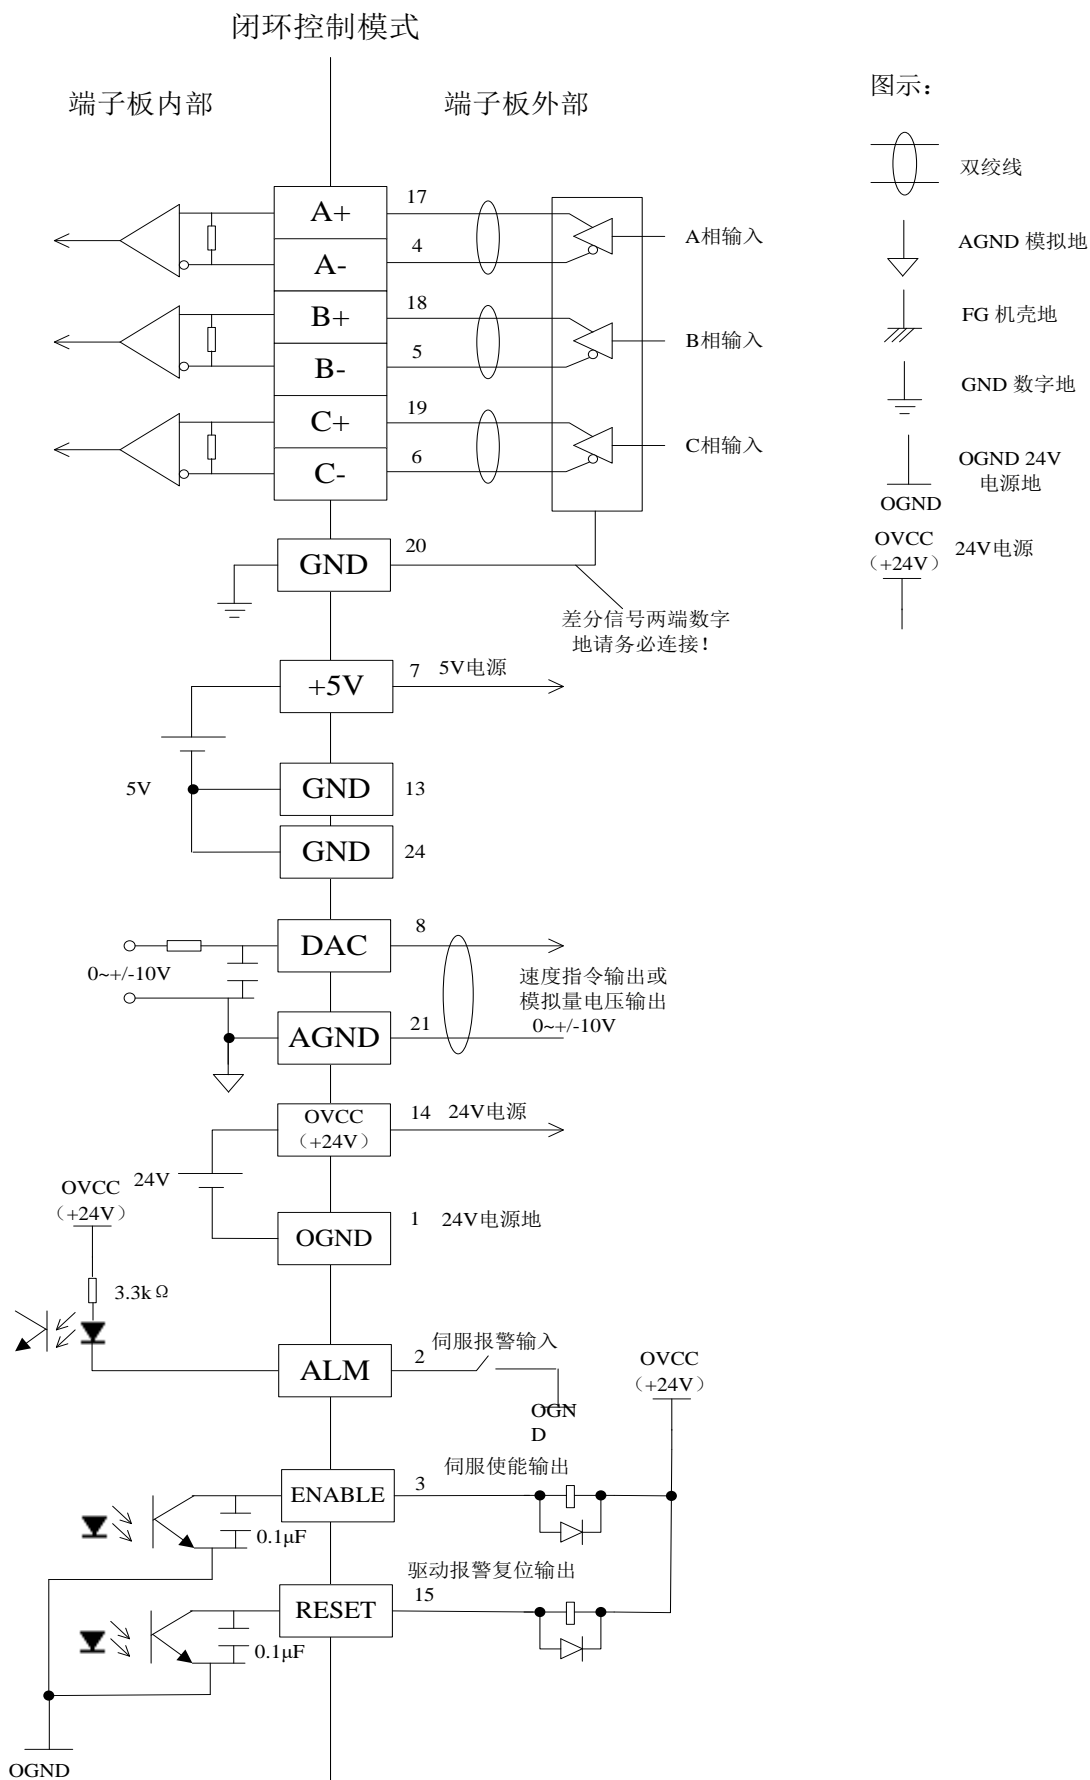 闭环控制模式
端子板内部
端子板外部
图示：
双绞线
AGND 模拟地
FG 机壳地
GND 数字地
OGND 24V
电源地
OGND
OVCC
（+24V）
24V电源
A+
17
A-
4
A相输入
B+
18
B-
5
B相输入
C+
19
C-
6
C相输入
GND
20
差分信号两端数字
地请务必连接！
+5V
7
5V电源
5V
GND
13
GND
24
DAC
8
0~+/-10V
速度指令输出或
模拟量电压输出
0~+/-10V
AGND
21
OVCC
（+24V）
14
24V电源
24V
OGND
1
24V电源地
OVCC
（+24V）
3.3kΩ
ALM
2
伺服报警输入
OGN
D
OVCC
（+24V）
ENABLE
3
伺服使能输出
0.1μF
RESET
15
驱动报警复位输出
0.1μF
OGND